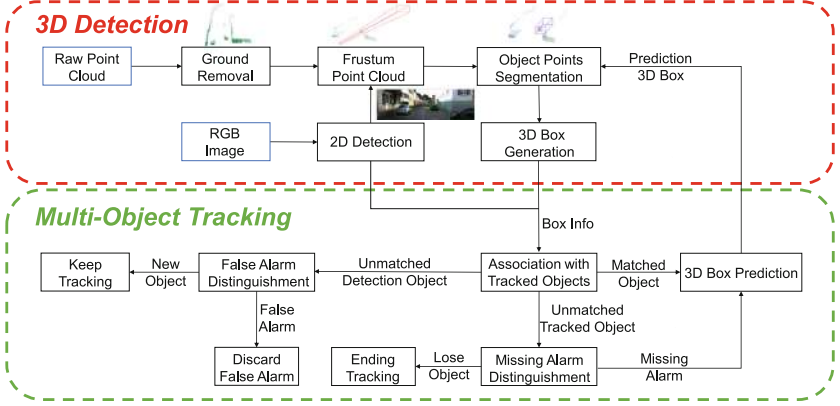 3D Detection
Raw Point
Cloud
Ground
Removal
Frustum
Point Cloud
Object Points
Segmentation
Prediction
3D Box
RGB
Image
2D Detection
3D Box
Generation
Multi-Object Tracking
Box Info
Keep
Tracking
New
Object
False Alarm
Distinguishment
Unmatched
Detection Object
Association with
Tracked Objects
Matched
Object
3D Box Prediction
False
Alarm
Unmatched
Tracked Object
Discard
False Alarm
Ending
Tracking
Lose
Object
Missing Alarm
Distinguishment
Missing
Alarm